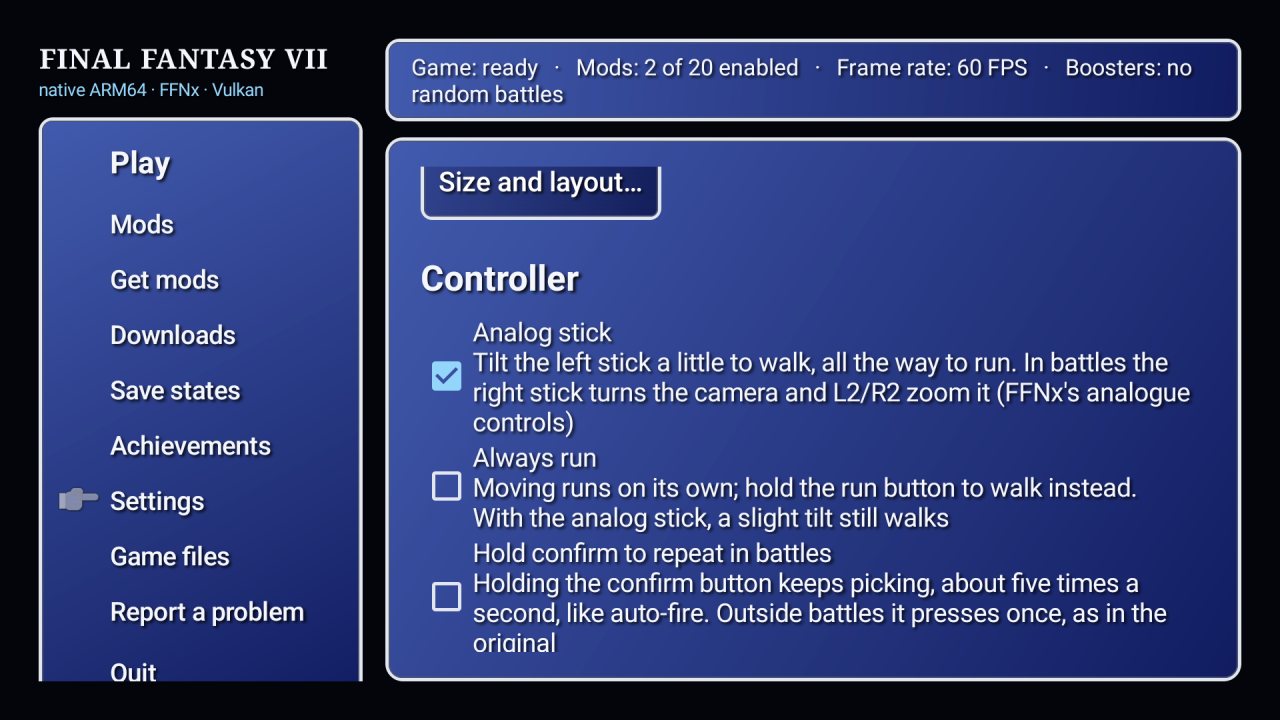 FINAL FANTASY VII
native ARM64 · FFNx · Vulkan
Play
Mods
Get mods
Downloads
Save states
Achievements
Settings
Game files
Report a problem
Quit
Game: ready · Mods: 2 of 20 enabled · Frame rate: 60 FPS · Boosters: no
random battles
Size and layout...
Controller
Analog stick
Tilt the left stick a little to walk, all the way to run. In battles the
right stick turns the camera and L2/R2 zoom it (FFNx's analogue
controls)
Always run
Moving runs on its own; hold the run button to walk instead.
With the analog stick, a slight tilt still walks
Hold confirm to repeat in battles
Holding the confirm button keeps picking, about five times a
second, like auto-fire. Outside battles it presses once, as in the
original